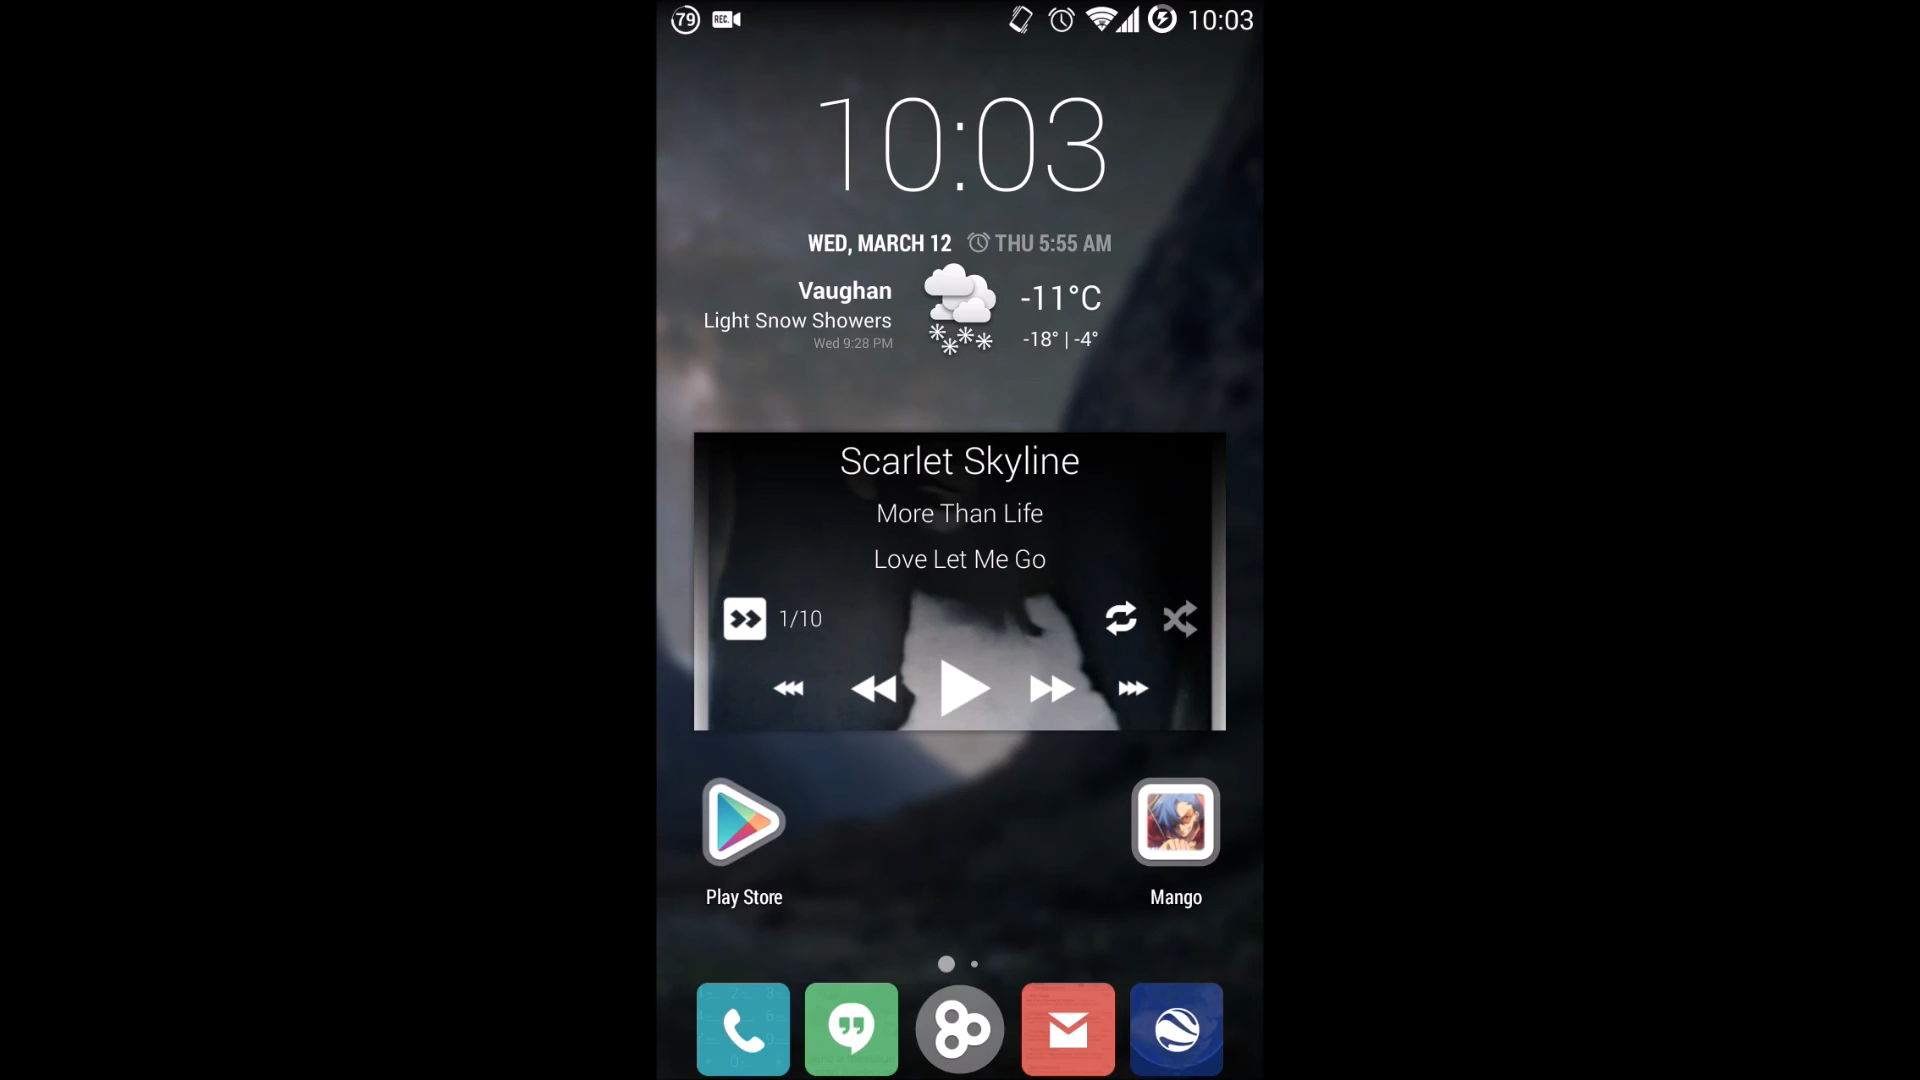 79 REC. 10:03
10:03
WED, MARCH 12 THU 5:55 AM
Vaughan
Light Snow Showers
Wed 9:28 PM
-11°C
-18° | -4°
Scarlet Skyline
More Than Life
Love Let Me Go
1/10
Play Store
Mango